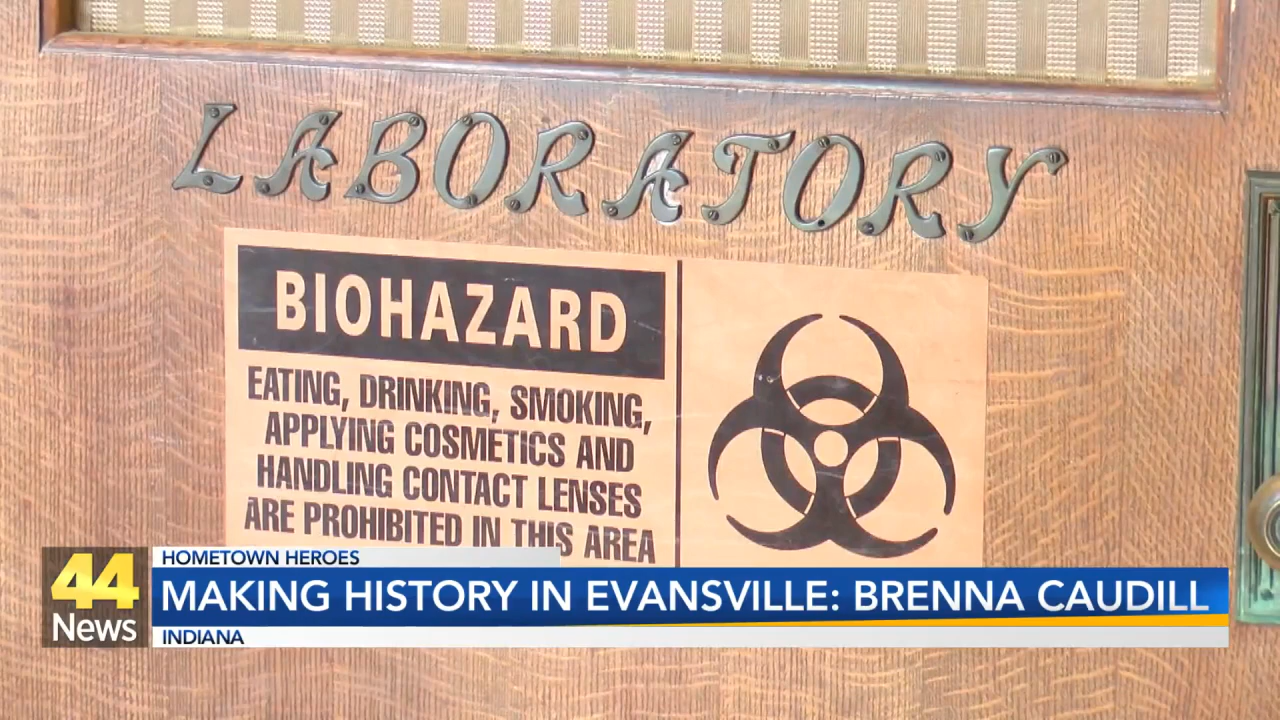 LABORATORY
BIOHAZARD
EATING, DRINKING, SMOKING,
APPLYING COSMETICS AND
HANDLING CONTACT LENSES
ARE PROHIBITED IN THIS AREA
44
News
HOMETOWN HEROES
MAKING HISTORY IN EVANSVILLE: BRENNA CAUDILL
INDIANA